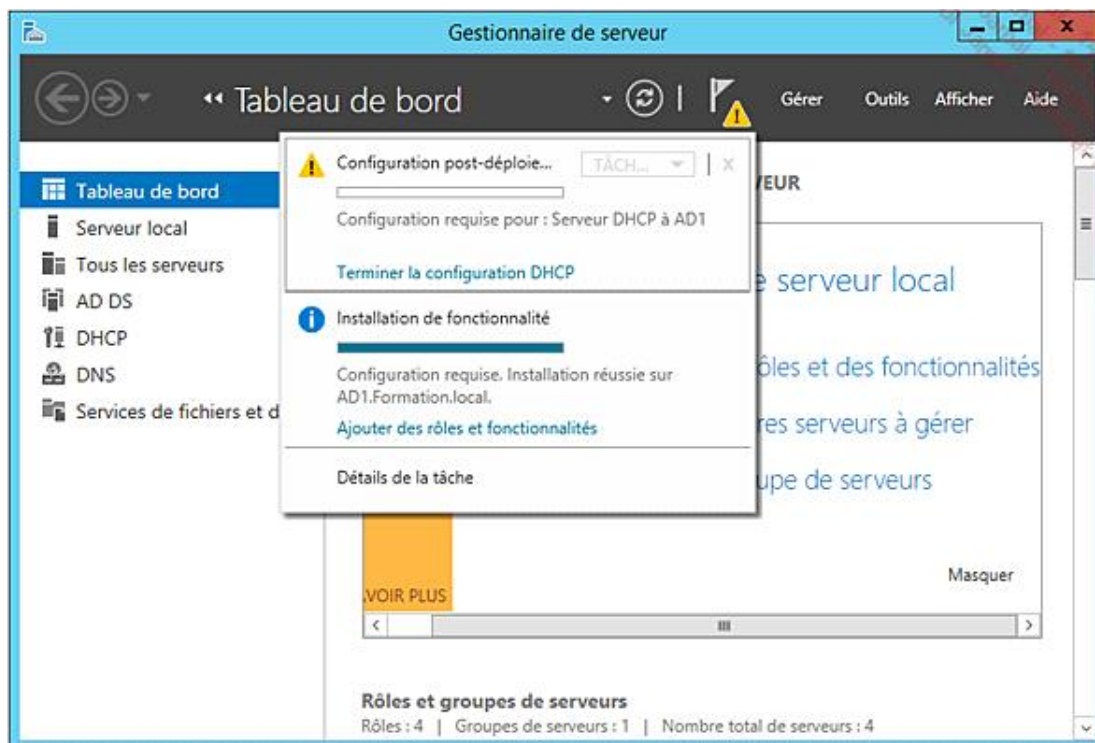 Gestionnaire de serveur
Tableau de bord
Gérer Outils Afficher Aide
Tableau de bord
Serveur local
Tous les serveurs
AD DS
DHCP
DNS
Services de fichiers et d
Configuration post-déploie... TÂCH...
Configuration requise pour : Serveur DHCP à AD1
Terminer la configuration DHCP
Installation de fonctionnalité
Configuration requise. Installation réussie sur
AD1.Formation.local.
Ajouter des rôles et fonctionnalités
Détails de la tâche
EUR
serveur local
ôles et des fonctionnalités
res serveurs à gérer
upe de serveurs
Masquer
AVOIR PLUS
Rôles et groupes de serveurs
Rôles : 4 | Groupes de serveurs : 1 | Nombre total de serveurs : 4